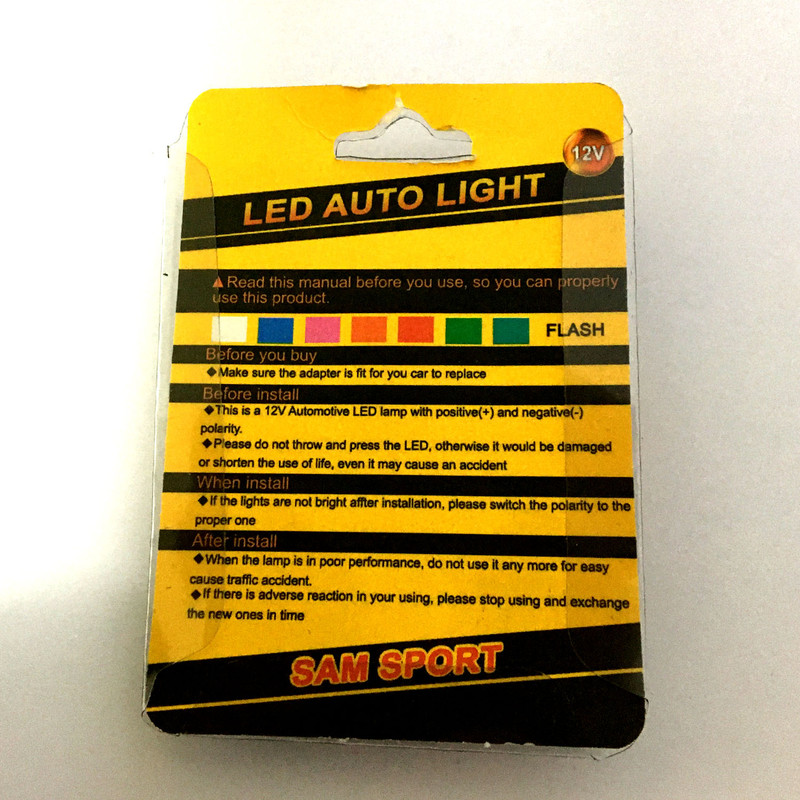 12V
LED AUTO LIGHT
Read this manual before you use, so you can properly
use this product.
FLASH
Before you buy
◆Make sure the adapter is fit for you car to replace
Before install
◆This is a 12V Automotive LED lamp with positive(+) and negative(-)
polarity.
◆Please do not throw and press the LED, otherwise it would be damaged
or shorten the use of life, even it may cause an accident
When install
◆If the lights are not bright affter installation, please switch the polarity to the
proper one
After install
◆When the lamp is in poor performance, do not use it any more for easy
cause traffic accident.
◆If there is adverse reaction in your using, please stop using and exchange
the new ones in time
SAM SPORT